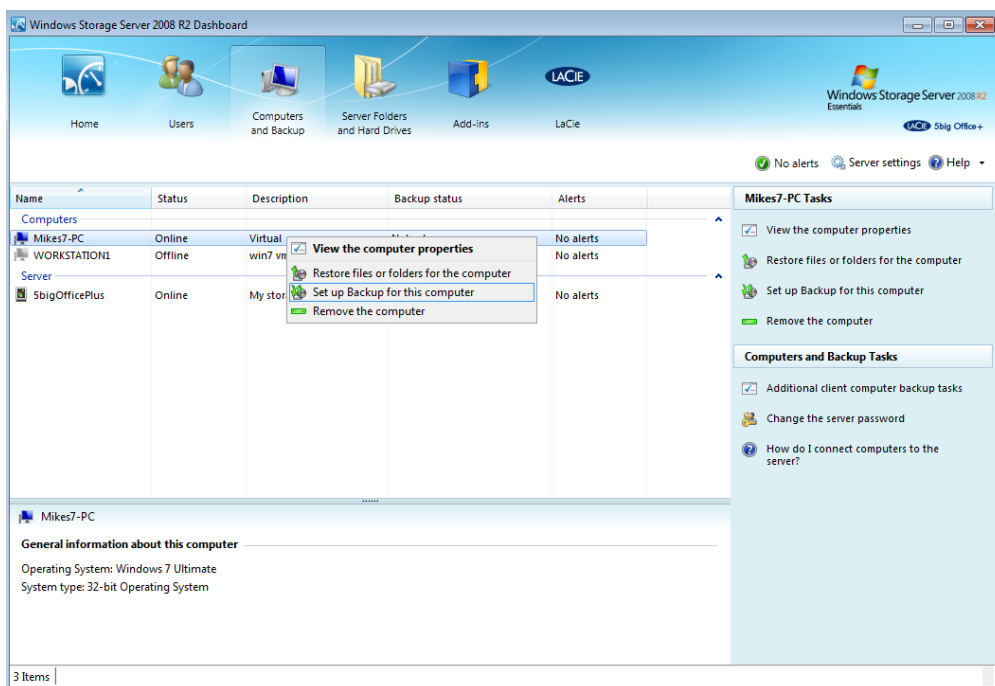 Windows Storage Server 2008 R2 Dashboard
Home
Users
Computers
and Backup
Server Folders
and Hard Drives
Add-ins
LACIE
LaCie
Windows Storage Server 2008 R2
Essentials
LACIE 5big Office+
No alerts
Server settings
Help
Name Status Description Backup status Alerts
Computers
Mikes7-PC Online Virtual No alerts
WORKSTATION1 Offline win7 vm No alerts
Server
5bigOfficePlus Online My stor No alerts
View the computer properties
Restore files or folders for the computer
Set up Backup for this computer
Remove the computer
Mikes7-PC Tasks
View the computer properties
Restore files or folders for the computer
Set up Backup for this computer
Remove the computer
Computers and Backup Tasks
Additional client computer backup tasks
Change the server password
How do I connect computers to the
server?
Mikes7-PC
General information about this computer
Operating System: Windows 7 Ultimate
System type: 32-bit Operating System
3 Items